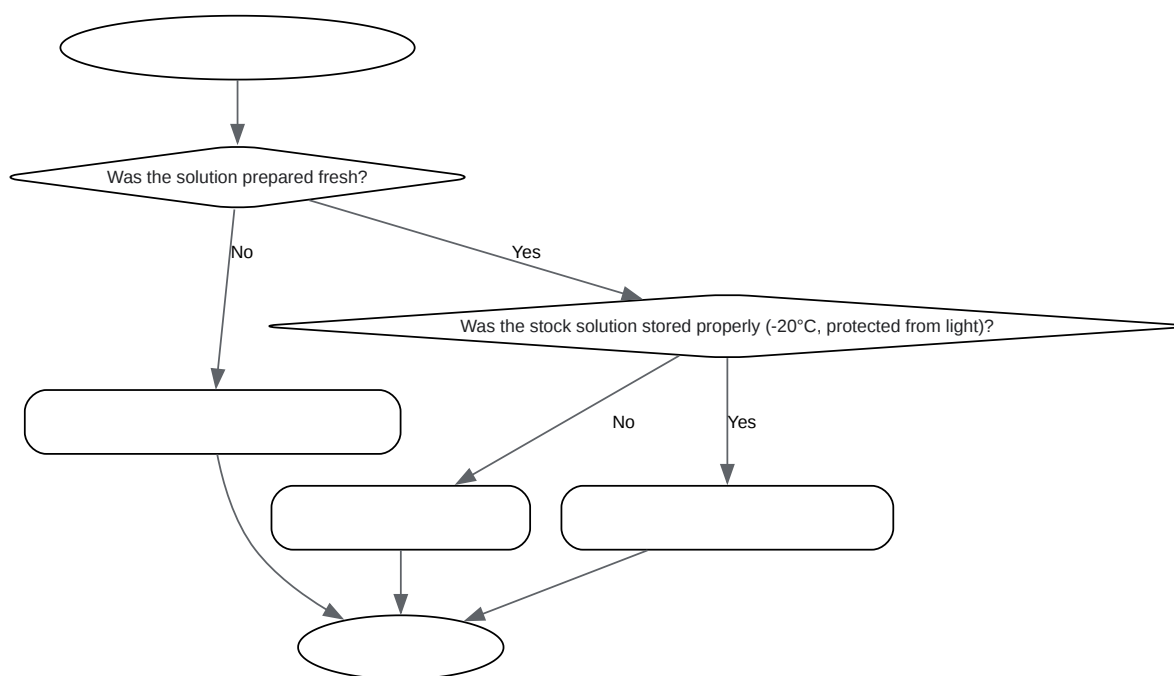 Was the solution prepared fresh?
No
Yes
Was the stock solution stored properly (-20°C, protected from light)?
No
Yes